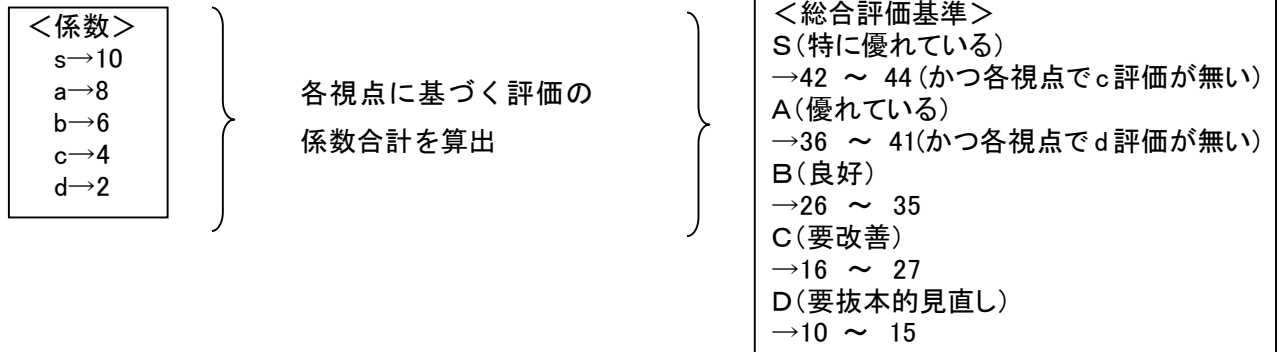 <係数>
s→10
a→8
b→6
c→4
d→2
各視点に基づく評価の
係数合計を算出
<総合評価基準>
S(特に優れている)
→42 ~ 44(かつ各視点でc評価が無い)
A(優れている)
→36 ~ 41(かつ各視点でd評価が無い)
B(良好)
→26 ~ 35
C(要改善)
→16 ~ 27
D(要抜本的見直し)
→10 ~ 15